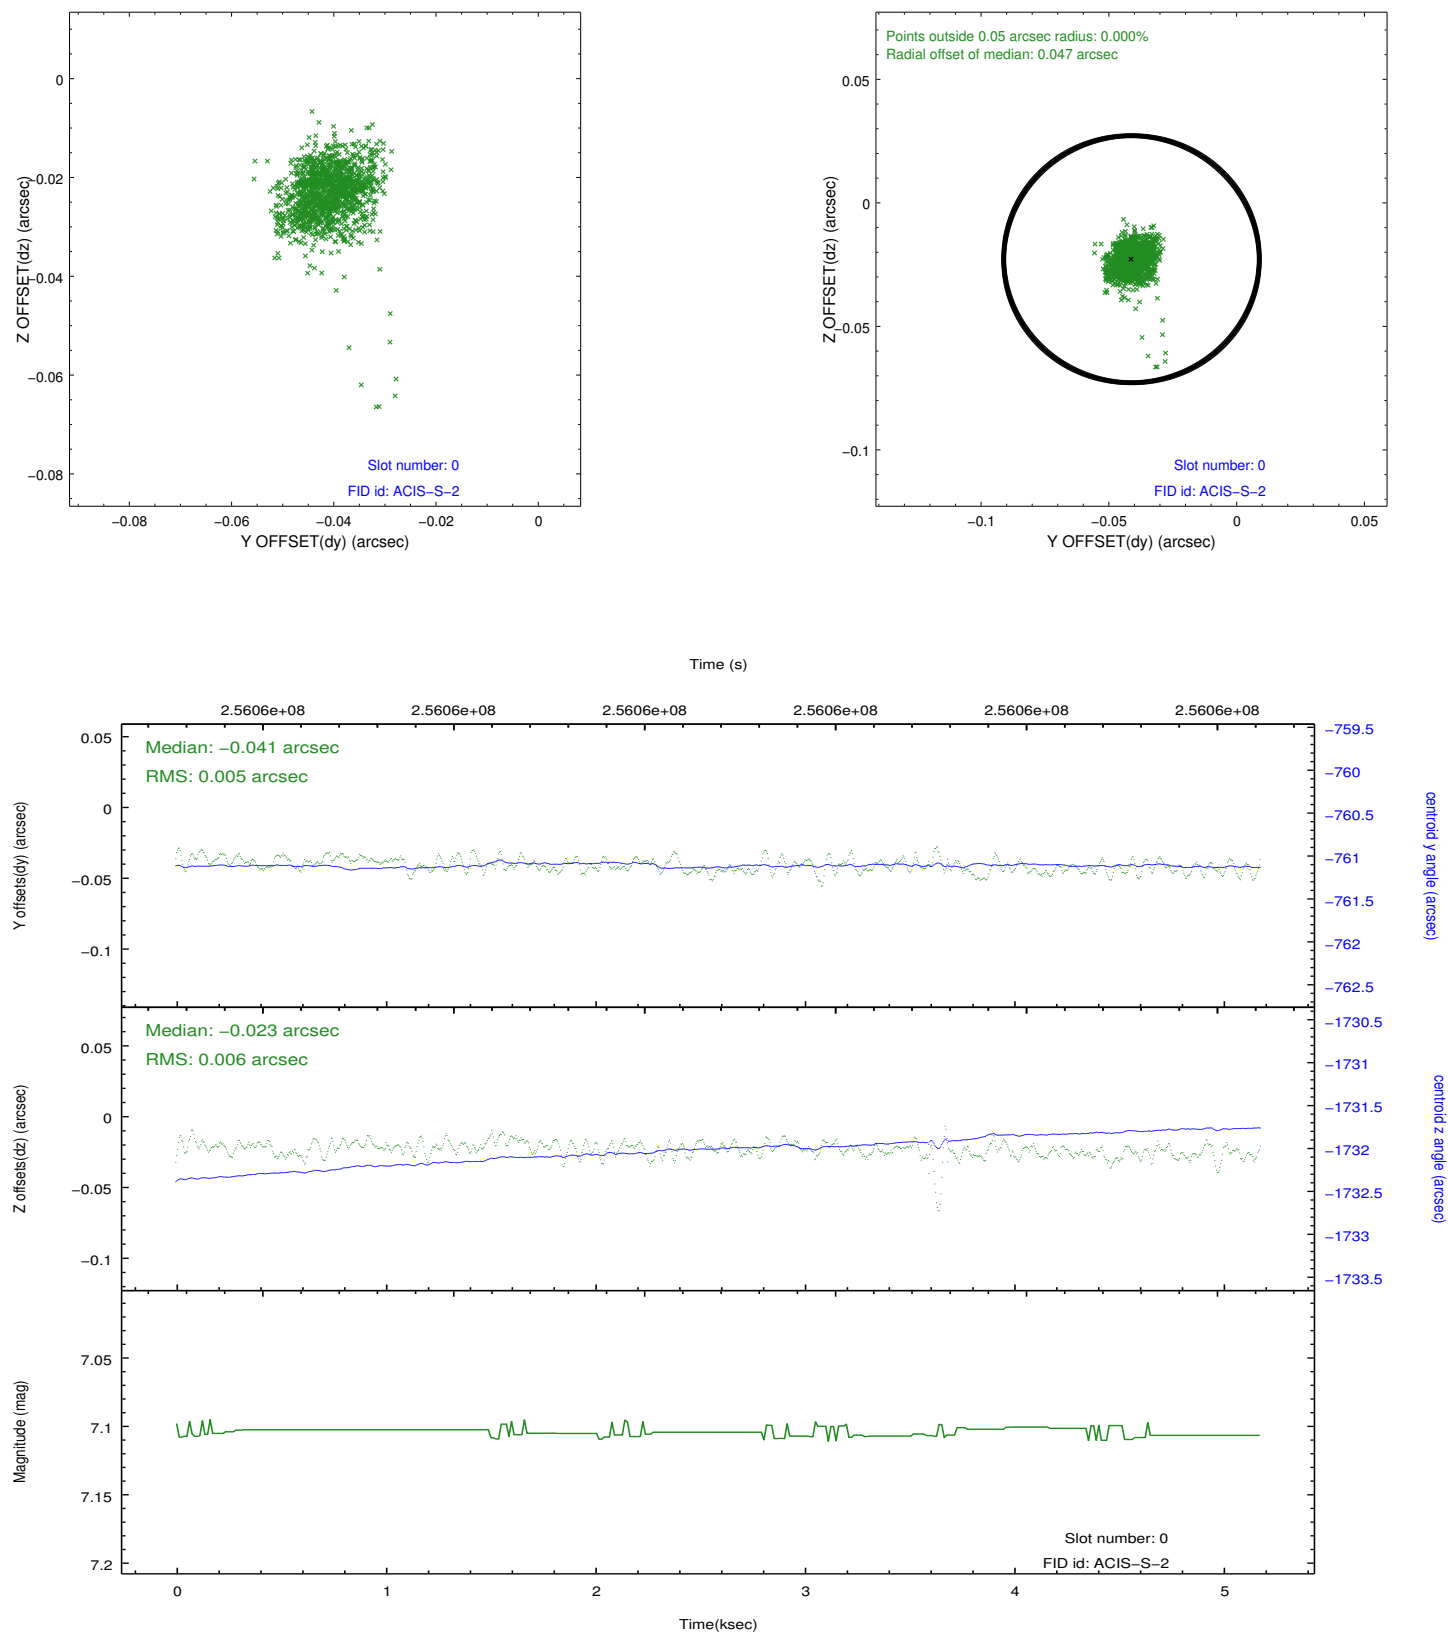 0
−0.02
−0.04
−0.06
−0.08
Z OFFSET(dz) (arcsec)
Slot number: 0
FID id: ACIS−S−2
−0.08
−0.06
−0.04
−0.02
0
Y OFFSET(dy) (arcsec)
Points outside 0.05 arcsec radius: 0.000%
Radial offset of median: 0.047 arcsec
0.05
0
−0.05
−0.1
Z OFFSET(dz) (arcsec)
Slot number: 0
FID id: ACIS−S−2
−0.1
−0.05
0
0.05
Y OFFSET(dy) (arcsec)
Time (s)
2.5606e+08
2.5606e+08
2.5606e+08
2.5606e+08
2.5606e+08
2.5606e+08
Median: −0.041 arcsec
RMS: 0.005 arcsec
0.05
0
−0.05
−0.1
Y offsets(dy) (arcsec)
−759.5
−760
−760.5
−761
−761.5
−762
−762.5
centroid y angle (arcsec)
Median: −0.023 arcsec
RMS: 0.006 arcsec
0.05
0
−0.05
−0.1
Z offsets(dz) (arcsec)
−1730.5
−1731
−1731.5
−1732
−1732.5
−1733
−1733.5
centroid z angle (arcsec)
7.05
7.1
7.15
7.2
Magnitude (mag)
Slot number: 0
FID id: ACIS−S−2
0
1
2
3
4
5
Time(ksec)